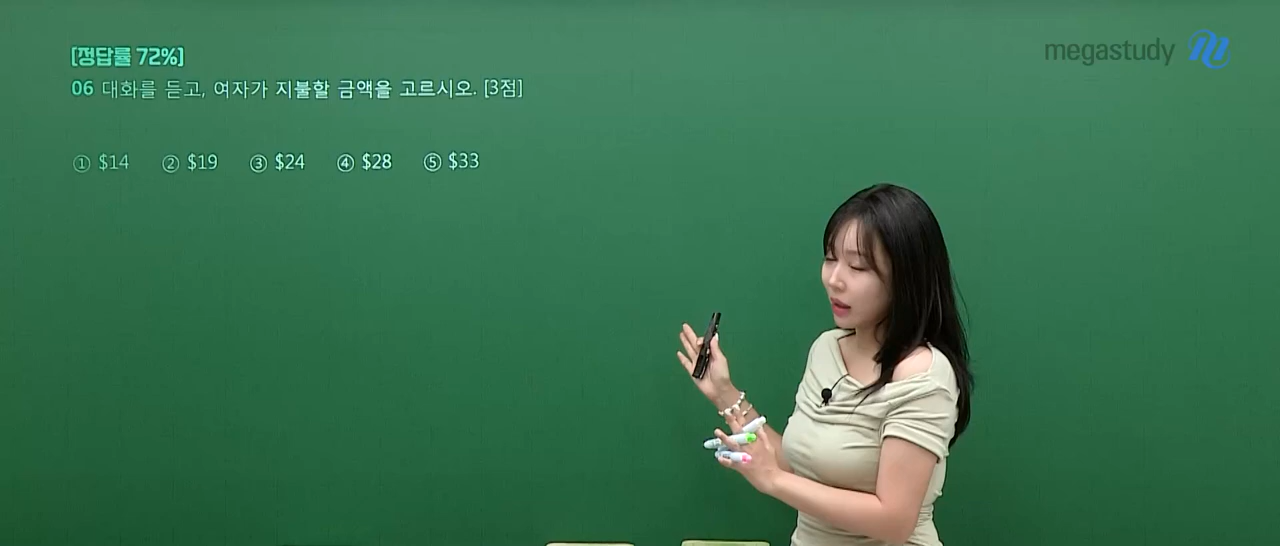 [정답률 72%]
megastudy
06 대화를 듣고, 여자가 지불할 금액을 고르시오. [3점]
① $14 ② $19 ③ $24 ④ $28 ⑤ $33